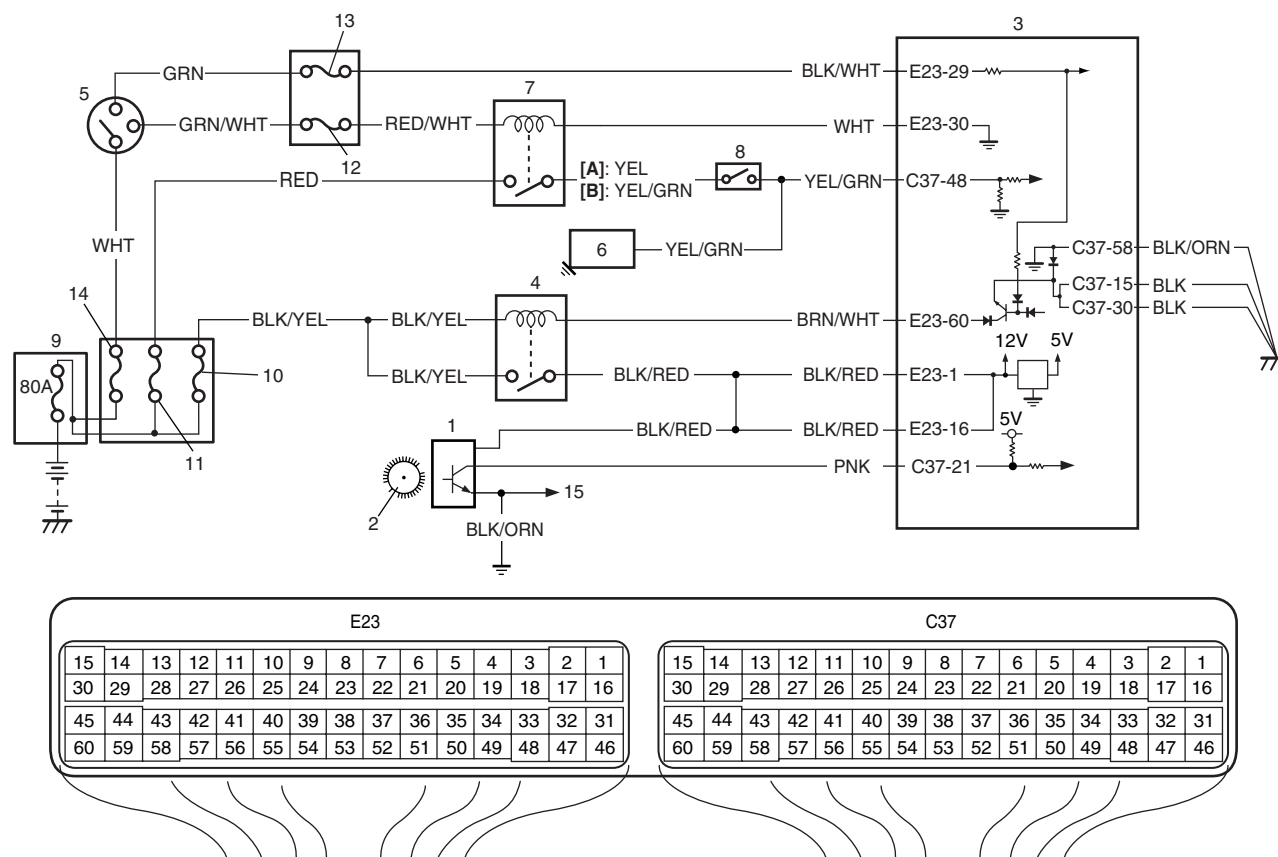 13
3
GRN
BLK/WHT
E23-29
5
7
GRN/WHT
RED/WHT
WHT
E23-30
12
8
[A]: YEL
[B]: YEL/GRN
RED
YEL/GRN
C37-48
WHT
6
YEL/GRN
C37-58
BLK/ORN
C37-15
BLK
C37-30
BLK
14
4
BLK/YEL
BLK/YEL
BRN/WHT
E23-60
9
12V
5V
80A
10
BLK/YEL
BLK/RED
BLK/RED
E23-1
11
1
BLK/RED
BLK/RED
E23-16
5V
PNK
C37-21
2
15
BLK/ORN
E23
15 14 13 12 11 10 9 8 7 6 5 4 3 2 1
30 29 28 27 26 25 24 23 22 21 20 19 18 17 16
45 44 43 42 41 40 39 38 37 36 35 34 33 32 31
60 59 58 57 56 55 54 53 52 51 50 49 48 47 46
C37
15 14 13 12 11 10 9 8 7 6 5 4 3 2 1
30 29 28 27 26 25 24 23 22 21 20 19 18 17 16
45 44 43 42 41 40 39 38 37 36 35 34 33 32 31
60 59 58 57 56 55 54 53 52 51 50 49 48 47 46